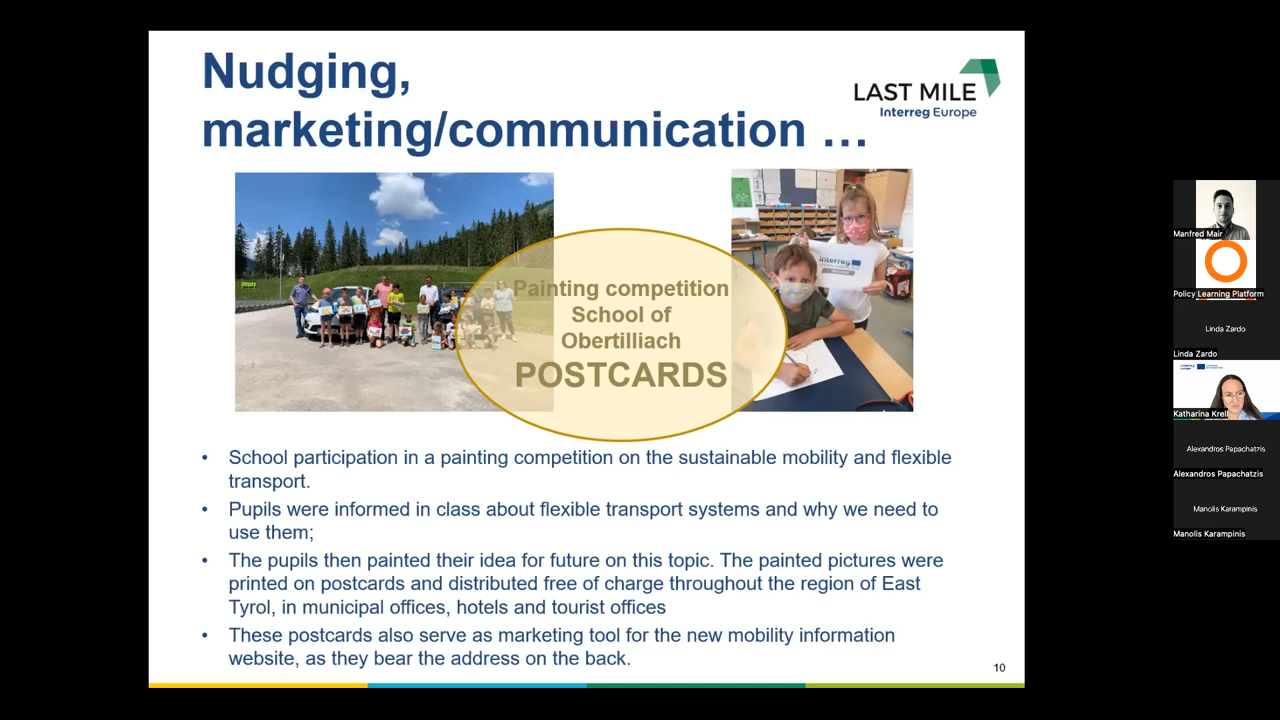 Nudging,
marketing/communication ...
LAST MILE
Interreg Europe
Interreg
Painting competition
School of
Obertilliach
POSTCARDS
• School participation in a painting competition on the sustainable mobility and flexible
transport.
• Pupils were informed in class about flexible transport systems and why we need to
use them;
• The pupils then painted their idea for future on this topic. The painted pictures were
printed on postcards and distributed free of charge throughout the region of East
Tyrol, in municipal offices, hotels and tourist offices
• These postcards also serve as marketing tool for the new mobility information
website, as they bear the address on the back.
10
Manfred Mair
Policy Learning Platform
Linda Zardo
Linda Zardo
Katharina Krell
Alexandros Papachatzis
Alexandros Papachatzis
Manolis Karampinis
Manolis Karampinis